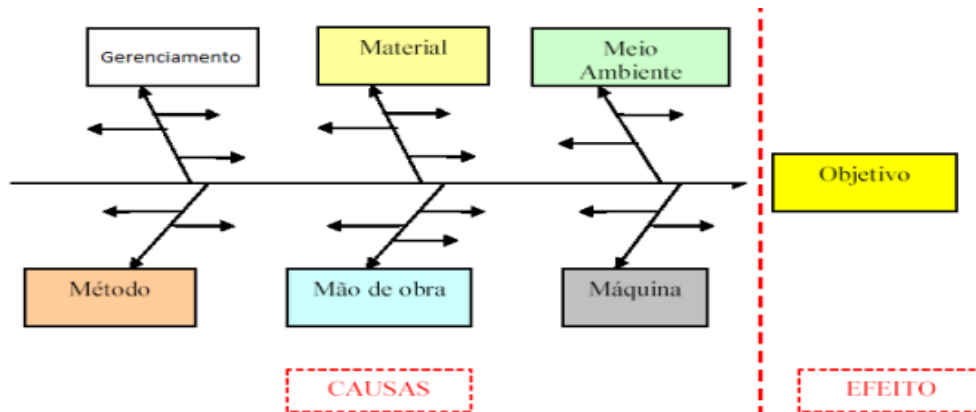 Gerenciamento
Material
Meio
Ambiente
Objetivo
Método
Mão de obra
Máquina
CAUSAS
EFEITO